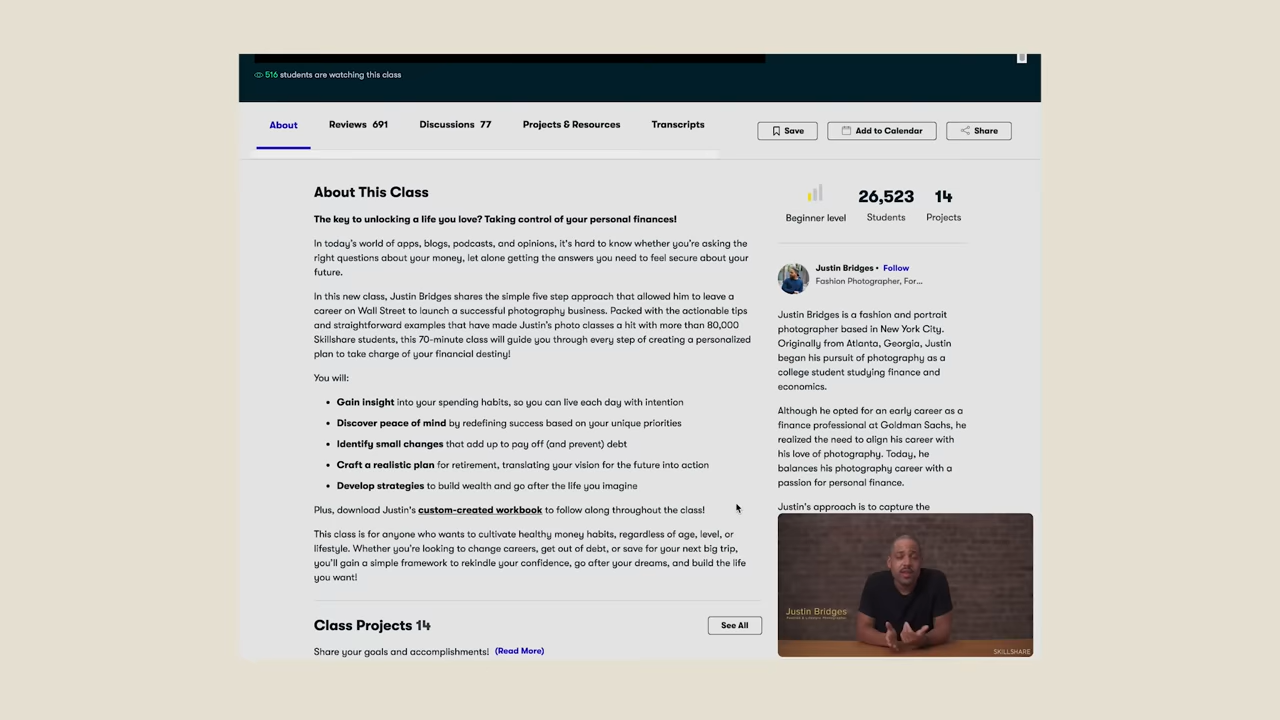 516 students are watching this class
About
Reviews 691
Discussions 77
Projects & Resources
Transcripts
Save
Add to Calendar
Share
About This Class
The key to unlocking a life you love? Taking control of your personal finances!
In today's world of apps, blogs, podcasts, and opinions, it's hard to know whether you're asking the
right questions about your money, let alone getting the answers you need to feel secure about your
future.
In this new class, Justin Bridges shares the simple five step approach that allowed him to leave a
career on Wall Street to launch a successful photography business. Packed with the actionable tips
and straightforward examples that have made Justin's photo classes a hit with more than 80,000
Skillshare students, this 70-minute class will guide you through every step of creating a personalized
plan to take charge of your financial destiny!
You will:
• Gain insight into your spending habits, so you can live each day with intention
• Discover peace of mind by redefining success based on your unique priorities
• Identify small changes that add up to pay off (and prevent) debt
• Craft a realistic plan for retirement, translating your vision for the future into action
• Develop strategies to build wealth and go after the life you imagine
Plus, download Justin's custom-created workbook to follow along throughout the class!
This class is for anyone who wants to cultivate healthy money habits, regardless of age, level, or
lifestyle. Whether you're looking to change careers, get out of debt, or save for your next big trip,
you'll gain a simple framework to rekindle your confidence, go after your dreams, and build the life
you want!
Class Projects 14
See All
Share your goals and accomplishments! (Read More)
Beginner level
26,523
Students
14
Projects
Justin Bridges • Follow
Fashion Photographer, For...
Justin Bridges is a fashion and portrait
photographer based in New York City.
Originally from Atlanta, Georgia, Justin
began his pursuit of photography as a
college student studying finance and
economics.
Although he opted for an early career as a
finance professional at Goldman Sachs, he
realized the need to align his career with
his love of photography. Today, he
balances his photography career with a
passion for personal finance.
Justin's approach is to capture the
Justin Bridges
SKILLSHARE